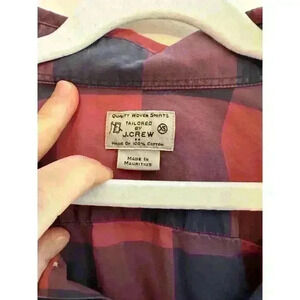 Quality Woven Shirts
Tailored
By
XS
J.CREW
Made of 100% Cotton
Made in
Mauritius